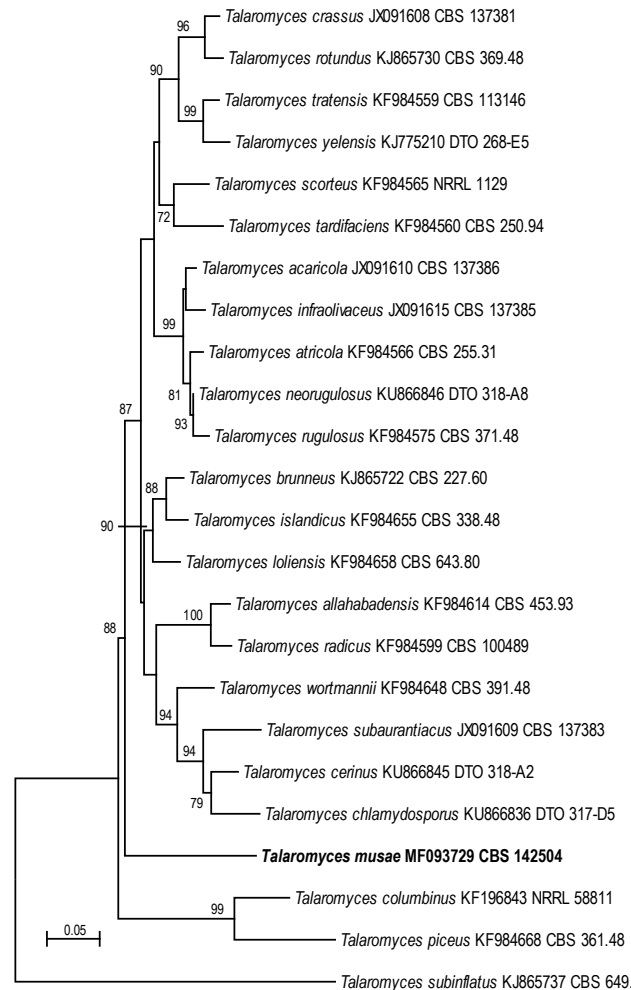 96
Talaromyces crassus JX091608 CBS 137381
Talaromyces rotundus KJ865730 CBS 369.48
90
Talaromyces tratensis KF984559 CBS 113146
99
Talaromyces yelensis KJ775210 DTO 268-E5
Talaromyces scorteus KF984565 NRRL 1129
72
Talaromyces tardifaciens KF984560 CBS 250.94
Talaromyces acaricola JX091610 CBS 137386
Talaromyces infraolivaceus JX091615 CBS 137385
99
Talaromyces atricola KF984566 CBS 255.31
81
Talaromyces neorugulosus KU866846 DTO 318-A8
87
93
Talaromyces rugulosus KF984575 CBS 371.48
Talaromyces brunneus KJ865722 CBS 227.60
88
Talaromyces islandicus KF984655 CBS 338.48
90
Talaromyces loliensis KF984658 CBS 643.80
Talaromyces allahabadensis KF984614 CBS 453.93
100
88
Talaromyces radicus KF984599 CBS 100489
Talaromyces wortmannii KF984648 CBS 391.48
94
Talaromyces subaurantiacus JX091609 CBS 137383
94
Talaromyces cerinus KU866845 DTO 318-A2
79
Talaromyces chlamydosporus KU866836 DTO 317-D5
Talaromyces musae MF093729 CBS 142504
Talaromyces columbinus KF196843 NRRL 58811
99
0.05
Talaromyces piceus KF984668 CBS 361.48
Talaromyces subinflatus KJ865737 CBS 649.